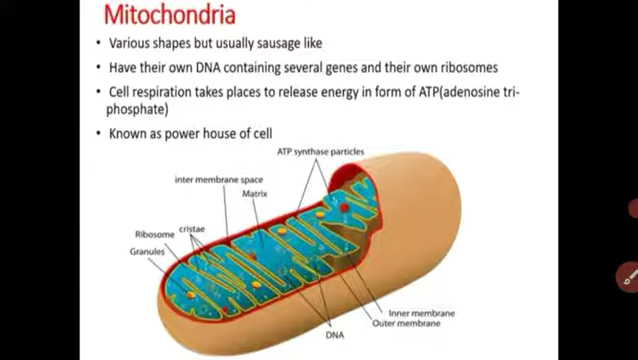 Mitochondria
• Various shapes but usually sausage like
• Have their own DNA containing several genes and their own ribosomes
• Cell respiration takes places to release energy in form of ATP(adenosine tri-
phosphate)
• Known as power house of cell
ATP synthase particles
inter membrane space
Matrix
Ribosome
cristae
Granules
Inner membrane
Outer membrane
DNA